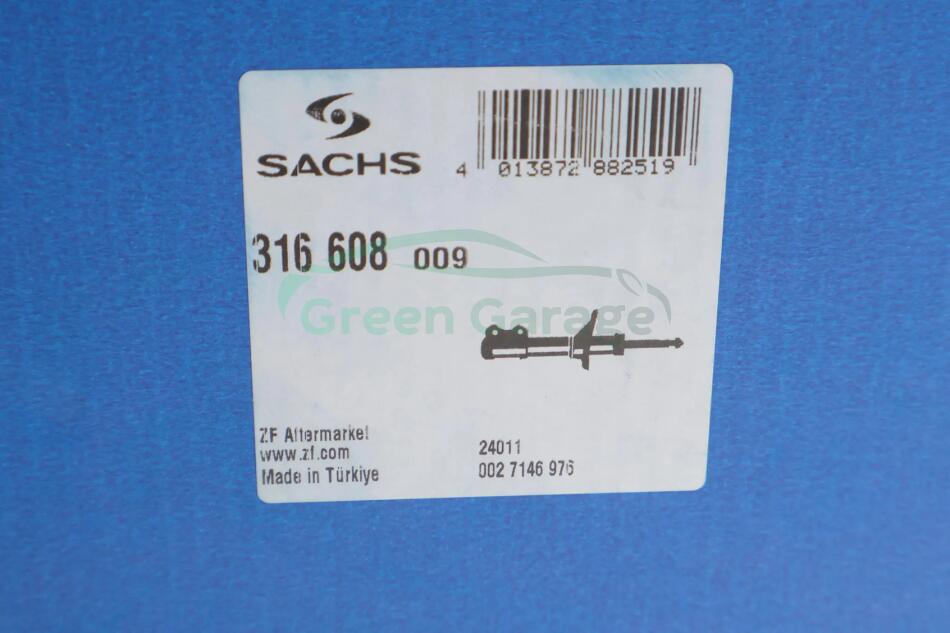 SACHS
4 013872 882519
316 608 009
Green Garage
ZF Aftermarket
www.zf.com
Made in Türkiye
24011
002 7146 976